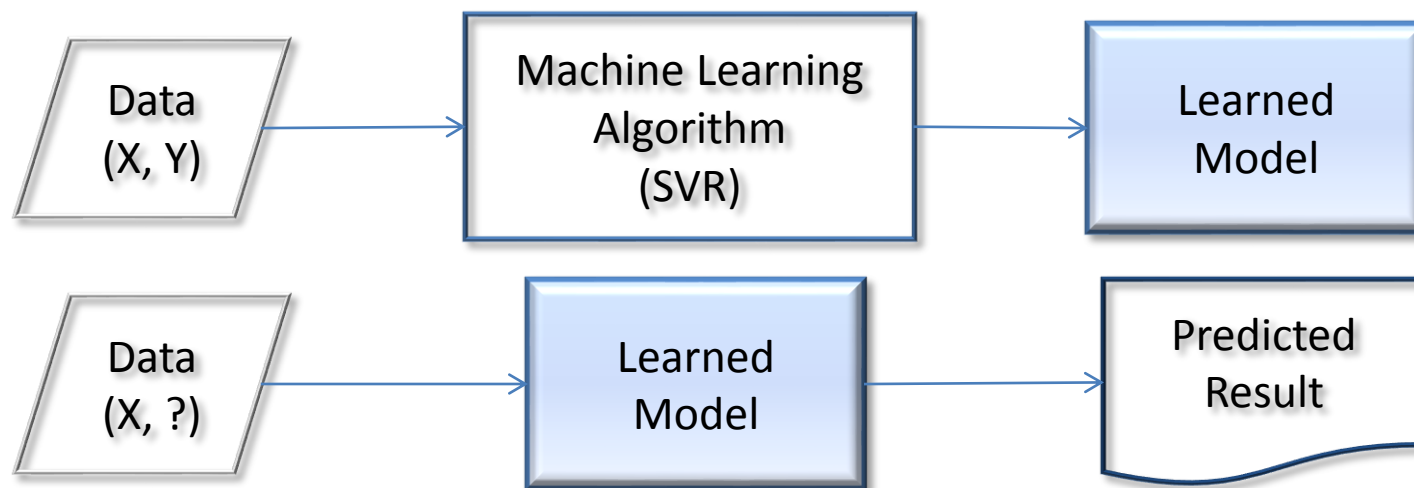 Data
(X, Y)
Machine Learning
Algorithm
(SVR)
Learned
Model
Data
(X, ?)
Learned
Model
Predicted
Result